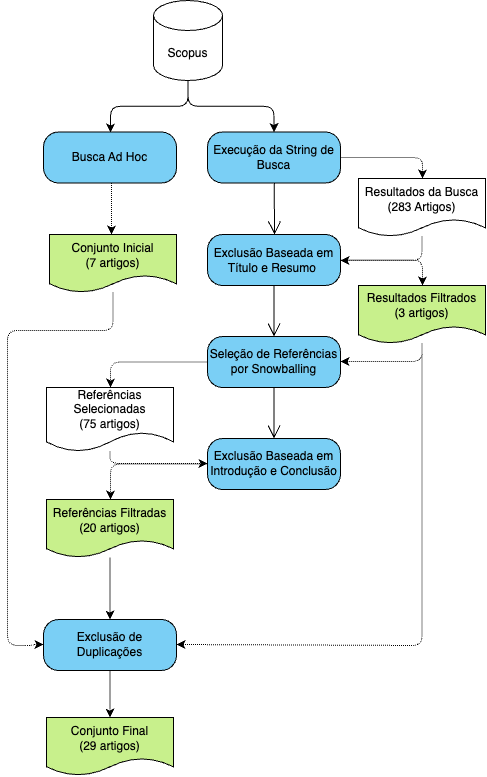 Scopus
Busca Ad Hoc
Execução da String de
Busca
Resultados da Busca
(283 Artigos)
Conjunto Inicial
(7 artigos)
Exclusão Baseada em
Título e Resumo
Resultados Filtrados
(3 artigos)
Seleção de Referências
por Snowballing
Referências
Selecionadas
(75 artigos)
Exclusão Baseada em
Introdução e Conclusão
Referências Filtradas
(20 artigos)
Exclusão de
Duplicações
Conjunto Final
(29 artigos)